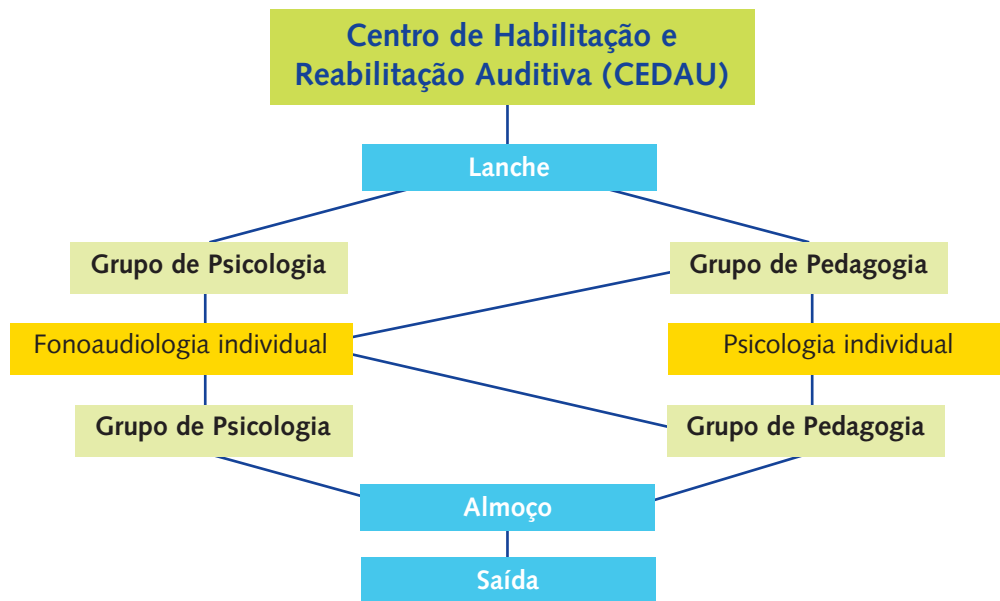 Centro de Habilitação e
Reabilitação Auditiva (CEDAU)
Lanche
Grupo de Psicologia
Grupo de Pedagogia
Fonoaudiologia individual
Psicologia individual
Grupo de Psicologia
Grupo de Pedagogia
Almoço
Saída